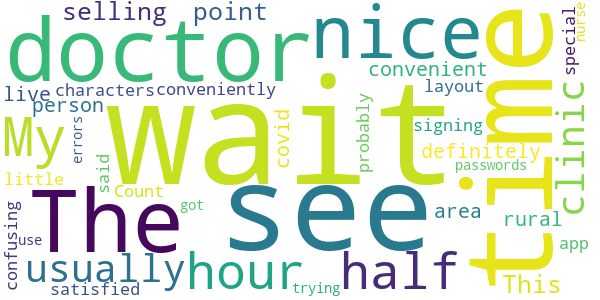 selling point
doctor nice
time
special
nurse
live characters conveniently
convenient
person
layout
My wait
errors
said
covid
probably
signing
clinic
definitely
little Count
passwords
The see
got
area
rural
confusing
use
usually hour half
app
satisfied
trying
This